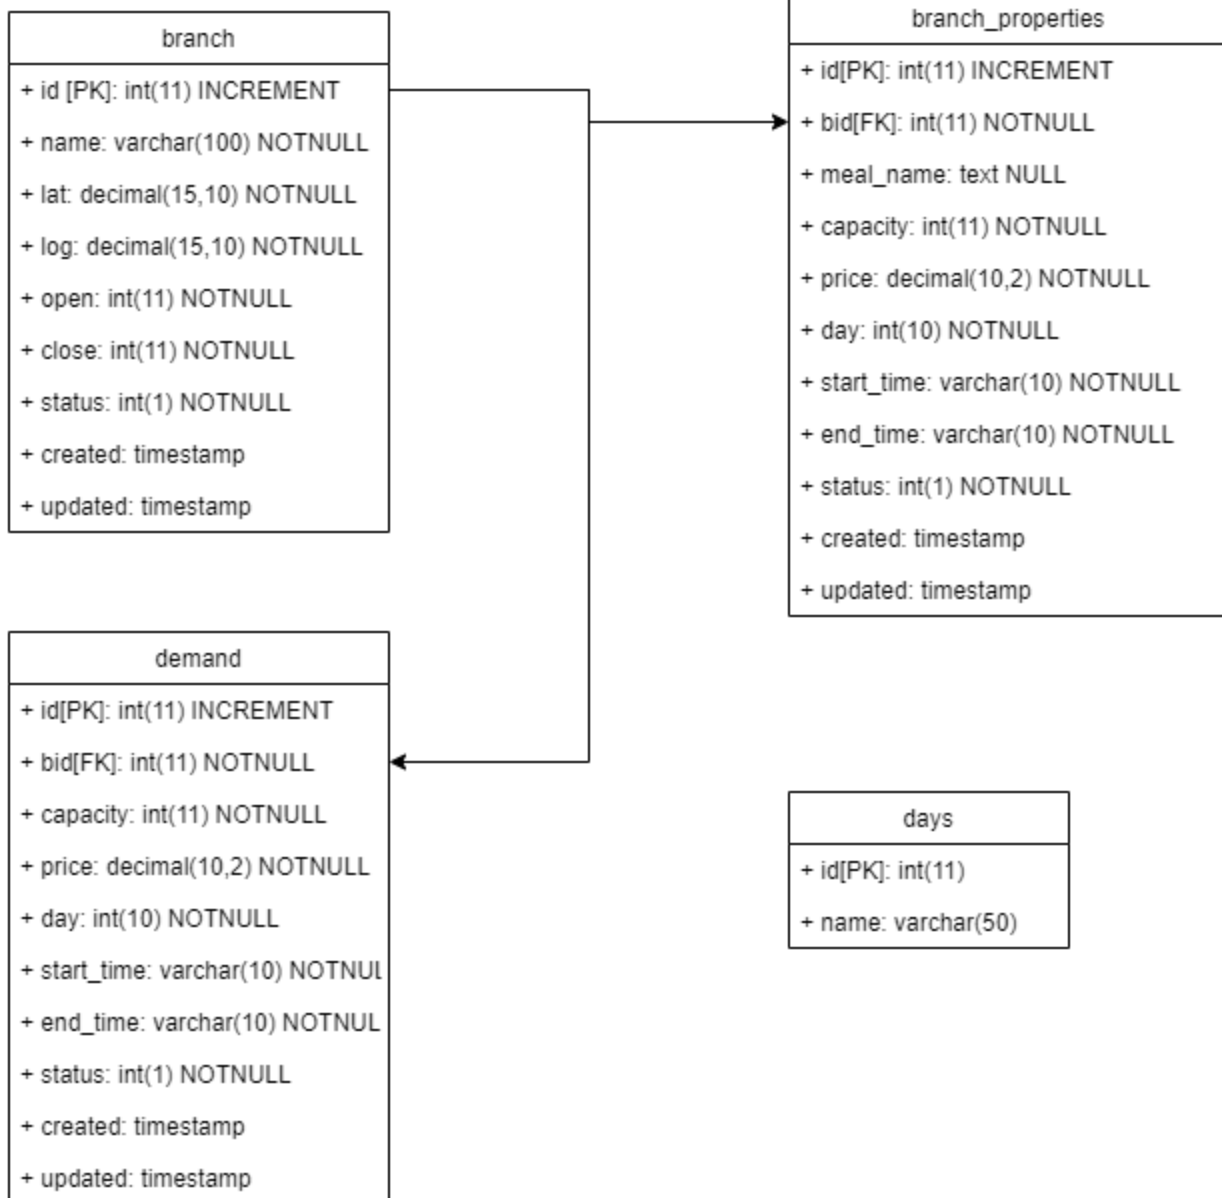 branch
+ id [PK]: int(11) INCREMENT
+ name: varchar(100) NOTNULL
+ lat: decimal(15,10) NOTNULL
+ log: decimal(15,10) NOTNULL
+ open: int(11) NOTNULL
+ close: int(11) NOTNULL
+ status: int(1) NOTNULL
+ created: timestamp
+ updated: timestamp
branch_properties
+ id[PK]: int(11) INCREMENT
+ bid[FK]: int(11) NOTNULL
+ meal_name: text NULL
+ capacity: int(11) NOTNULL
+ price: decimal(10,2) NOTNULL
+ day: int(10) NOTNULL
+ start_time: varchar(10) NOTNULL
+ end_time: varchar(10) NOTNULL
+ status: int(1) NOTNULL
+ created: timestamp
+ updated: timestamp
demand
+ id[PK]: int(11) INCREMENT
+ bid[FK]: int(11) NOTNULL
+ capacity: int(11) NOTNULL
+ price: decimal(10,2) NOTNULL
+ day: int(10) NOTNULL
+ start_time: varchar(10) NOTNUL
+ end_time: varchar(10) NOTNUL
+ status: int(1) NOTNULL
+ created: timestamp
+ updated: timestamp
days
+ id[PK]: int(11)
+ name: varchar(50)